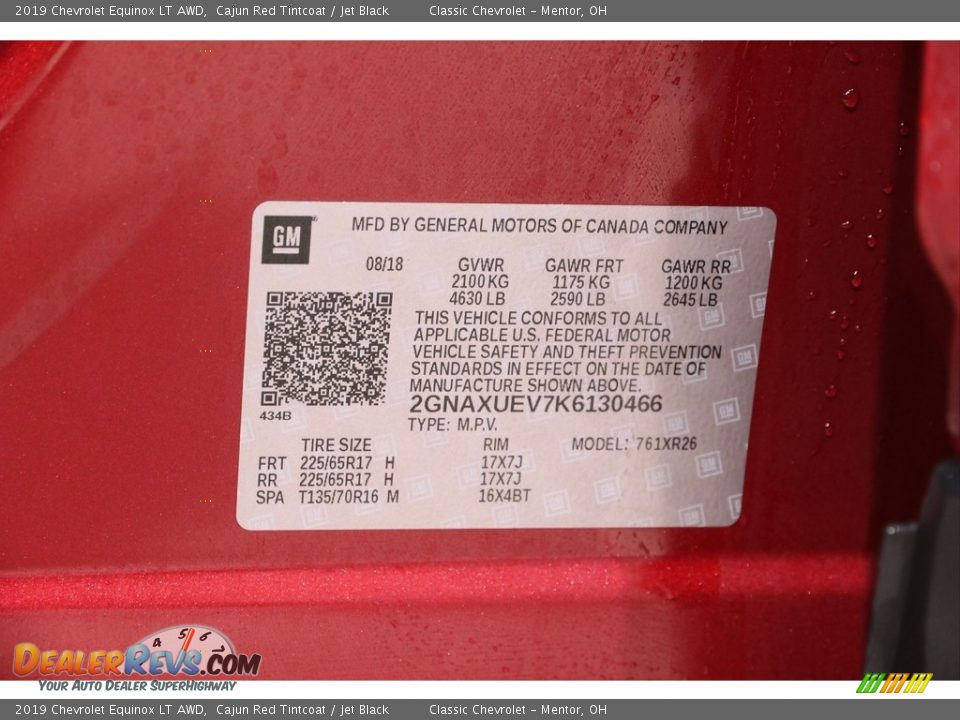 2019 Chevrolet Equinox LT AWD, Cajun Red Tintcoat / Jet Black Classic Chevrolet - Mentor, OH
GM
MFD BY GENERAL MOTORS OF CANADA COMPANY
08/18 GVWR GAWR FRT GAWR RR
2100 KG 1175 KG 1200 KG
4630 LB 2590 LB 2645 LB
THIS VEHICLE CONFORMS TO ALL
APPLICABLE U.S. FEDERAL MOTOR
VEHICLE SAFETY AND THEFT PREVENTION
STANDARDS IN EFFECT ON THE DATE OF
MANUFACTURE SHOWN ABOVE.
434B
2GNAXUEV7K6130466
TYPE: M.P.V.
TIRE SIZE RIM MODEL: 761XR26
FRT 225/65R17 H 17X7J
RR 225/65R17 H 17X7J
SPA T135/70R16 M 16X4BT
4 5 6
DEALERREVS.COM
YOUR AUTO DEALER SUPERHIGHWAY
2019 Chevrolet Equinox LT AWD, Cajun Red Tintcoat / Jet Black Classic Chevrolet - Mentor, OH